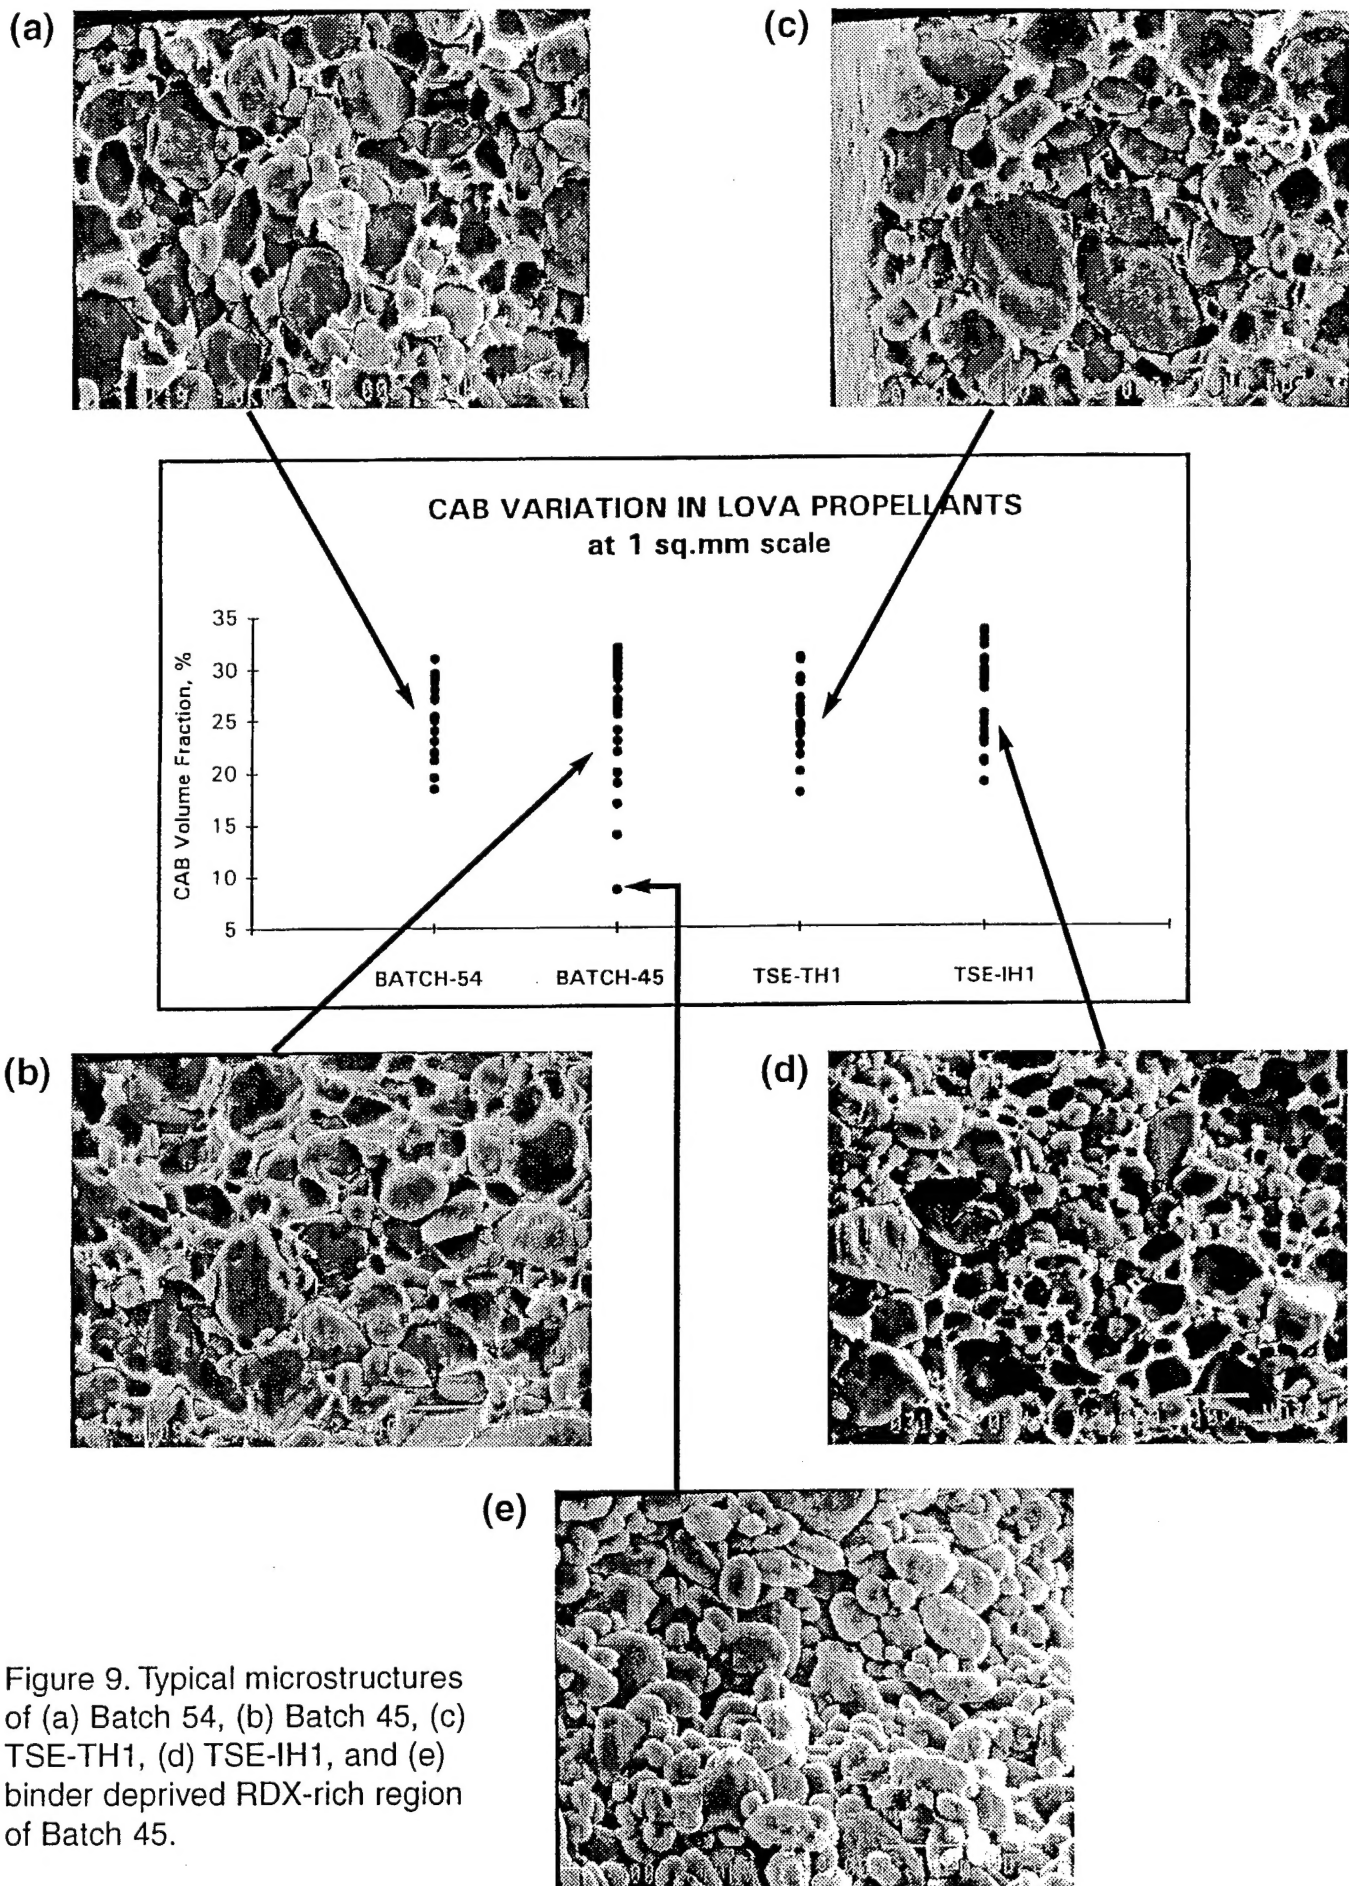 (a)
(c)
CAB VARIATION IN LOVA PROPELLANTS
at 1 sq.mm scale
CAB Volume Fraction, %
35
30
25
20
15
10
5
BATCH-54
BATCH-45
TSE-TH1
TSE-IH1
(b)
(d)
(e)
Figure 9. Typical microstructures
of (a) Batch 54, (b) Batch 45, (c)
TSE-TH1, (d) TSE-IH1, and (e)
binder deprived RDX-rich region
of Batch 45.